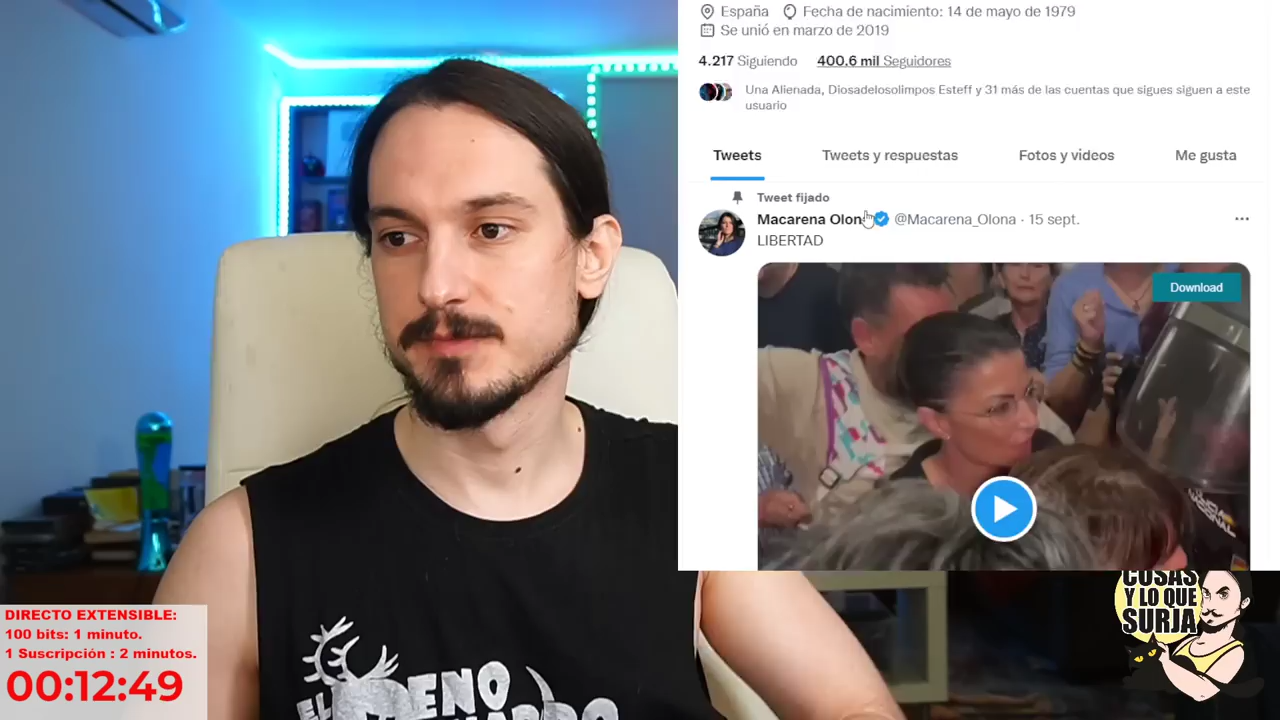 España Fecha de nacimiento: 14 de mayo de 1979
Se unió en marzo de 2019
4.217 Siguiendo 400.6 mil Seguidores
Una Alienada, Diosadelosolimpos Esteff y 31 más de las cuentas que sigues siguen a este
usuario
Tweets Tweets y respuestas Fotos y videos Me gusta
Tweet fijado
Macarena Olon @Macarena_Olona · 15 sept.
LIBERTAD
Download
COSAS
Y LO QUE
SURJA
DIRECTO EXTENSIBLE:
100 bits: 1 minuto.
1 Suscripción : 2 minutos.
00:12:49
EL